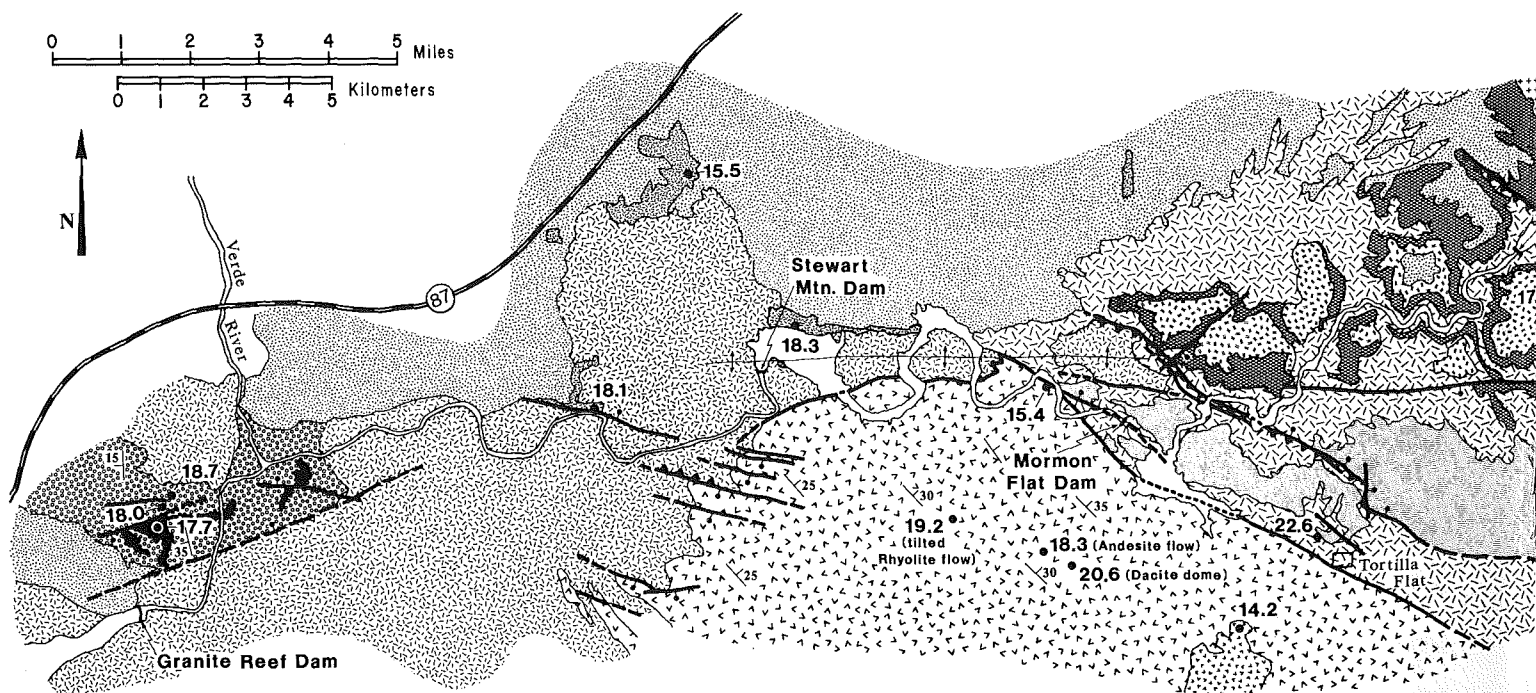 0 1 2 3 4 5 Miles
0 1 2 3 4 5 Kilometers
N
Verde
River
87
15.5
Stewart
Mtn. Dam
18.3
18.1
17
15.4
15
18.7
18.0
17.7
35
Mormon
Flat Dam
25
30
35
19.2
(tilted
Rhyolite flow)
18.3 (Andesite flow)
30
20.6 (Dacite dome)
22.6
Tortilla
Flat
25
14.2
Granite Reef Dam